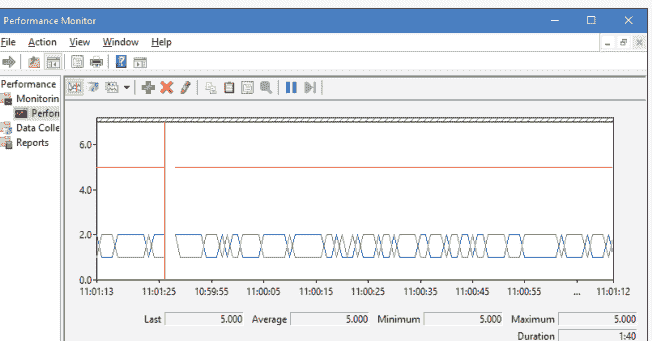 Performance Monitor
File Action View Window Help
Performance
Monitorin
Perfon
Data Colle
Reports
6.0
4.0
2.0
0.0
11:01:13 11:01:25 10:59:55 11:00:05 11:00:15 11:00:25 11:00:35 11:00:45 11:00:55 ... 11:01:12
Last 5.000 Average 5.000 Minimum 5.000 Maximum 5.000
Duration 1:40